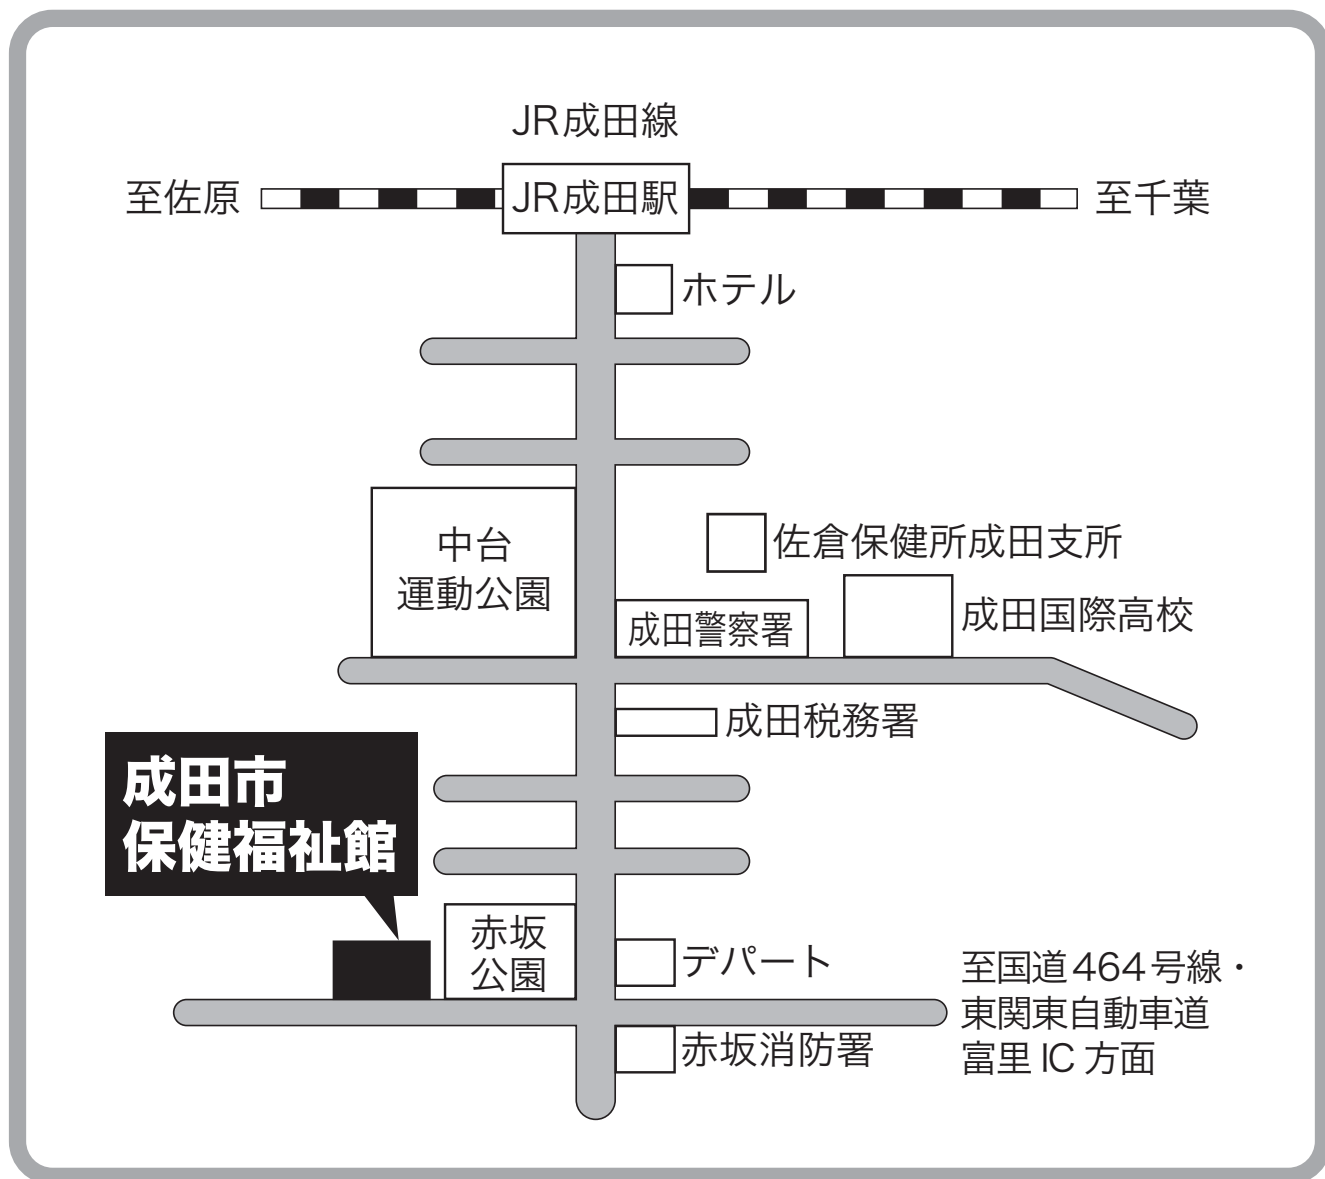 JR成田線
至佐原
JR成田駅
至千葉
ホテル
中台
運動公園
佐倉保健所成田支所
成田警察署
成田国際高校
成田税務署
成田市
保健福祉館
赤坂
公園
デパート
至国道464号線・
東関東自動車道
富里 IC 方面
赤坂消防署